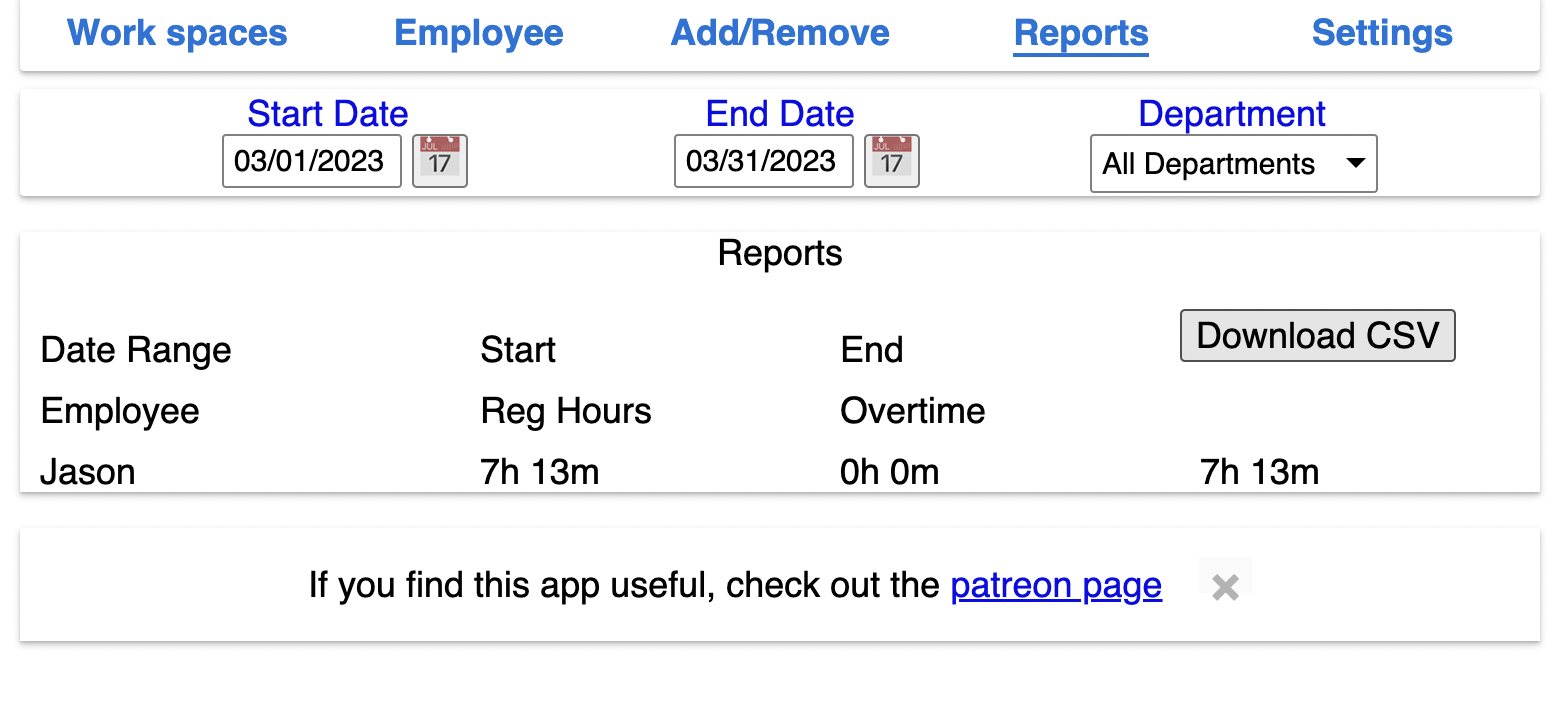 Work spaces Employee Add/Remove Reports Settings
Start Date End Date Department
03/01/2023 JUL 17 03/31/2023 JUL 17 All Departments
Reports
Date Range Start End Download CSV
Employee Reg Hours Overtime
Jason 7h 13m 0h 0m 7h 13m
If you find this app useful, check out the patreon page